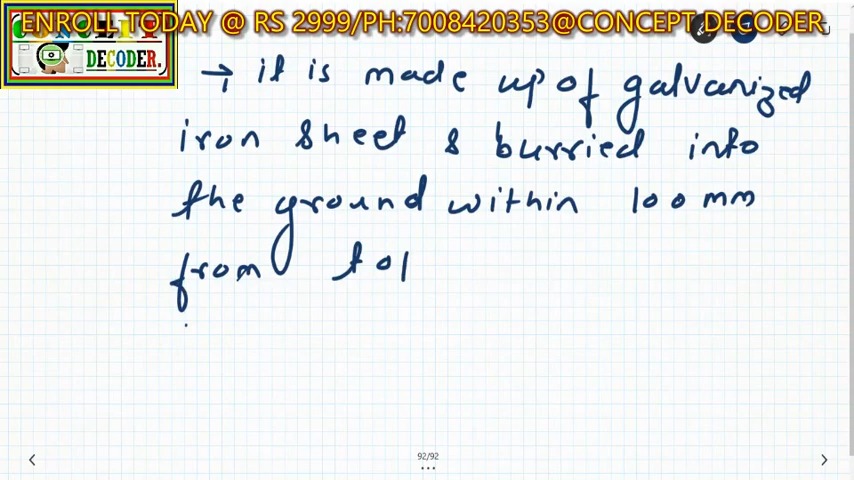 ENROLL TODAY @ RS 2999/PH:7008420353@CONCEPT DECODER
DECODER.
→ it is made up of galvanized
iron sheet & burried into
the ground within 100 mm
from
92/92